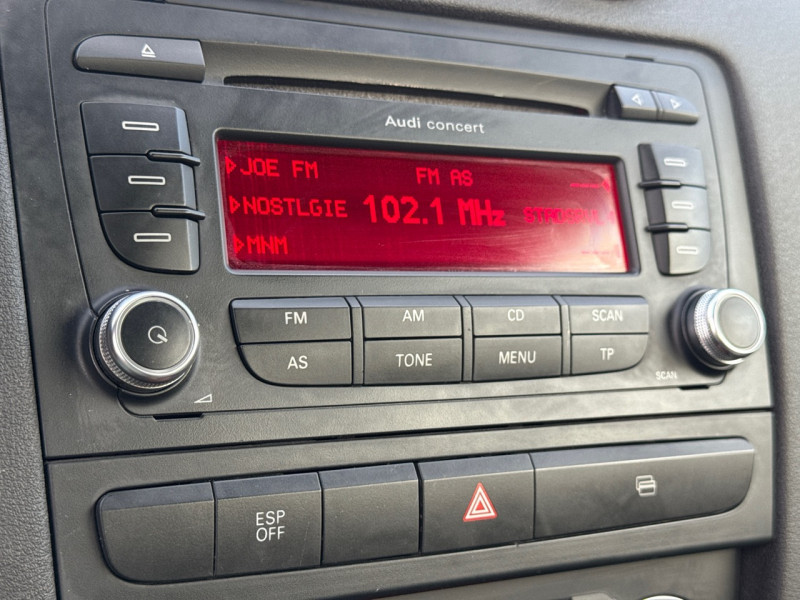 Audi concert
JOE FM
FM AS
NOSTLGIE
102.1 MHz
MNM
FM
AM
CD
SCAN
AS
TONE
MENU
TP
SCAN
ESP
OFF